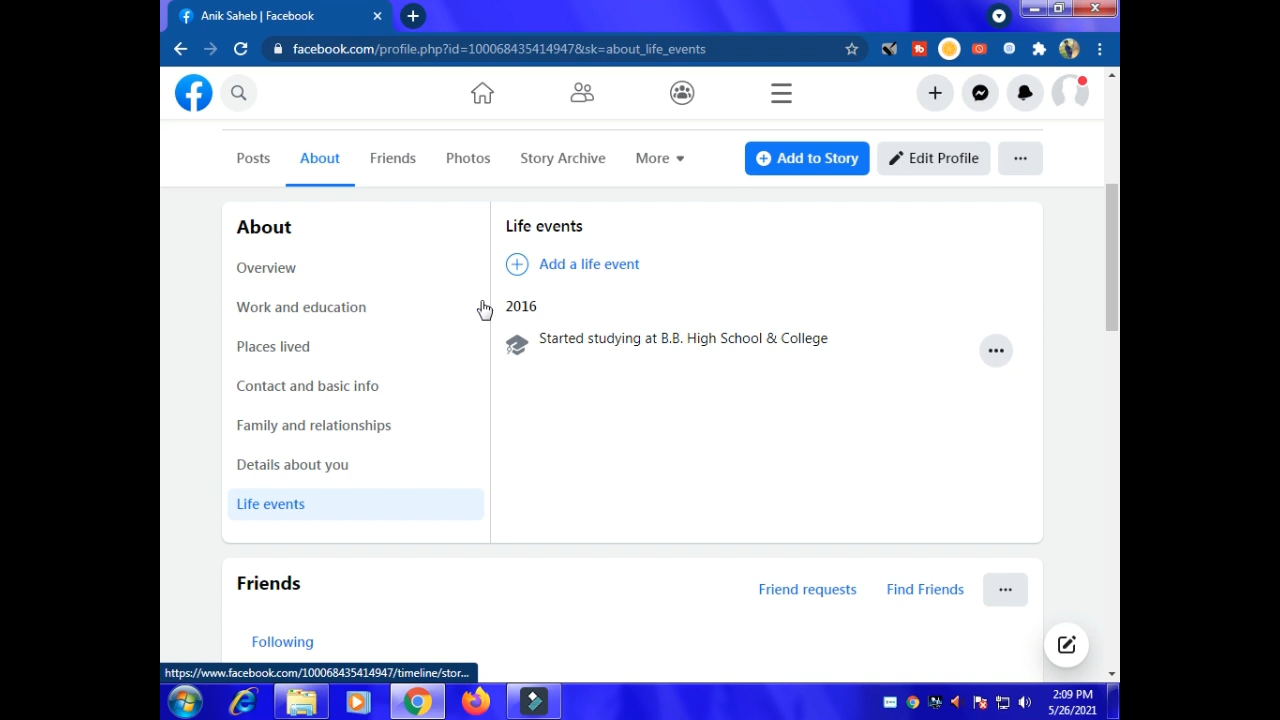 Anik Saheb | Facebook
facebook.com/profile.php?id=100068435414947&sk=about_life_events
Posts
About
Friends
Photos
Story Archive
More
Add to Story
Edit Profile
About
Overview
Work and education
Places lived
Contact and basic info
Family and relationships
Details about you
Life events
Life events
Add a life event
2016
Started studying at B.B. High School & College
Friends
Friend requests
Find Friends
Following
https://www.facebook.com/100068435414947/timeline/stor...
2:09 PM
5/26/2021